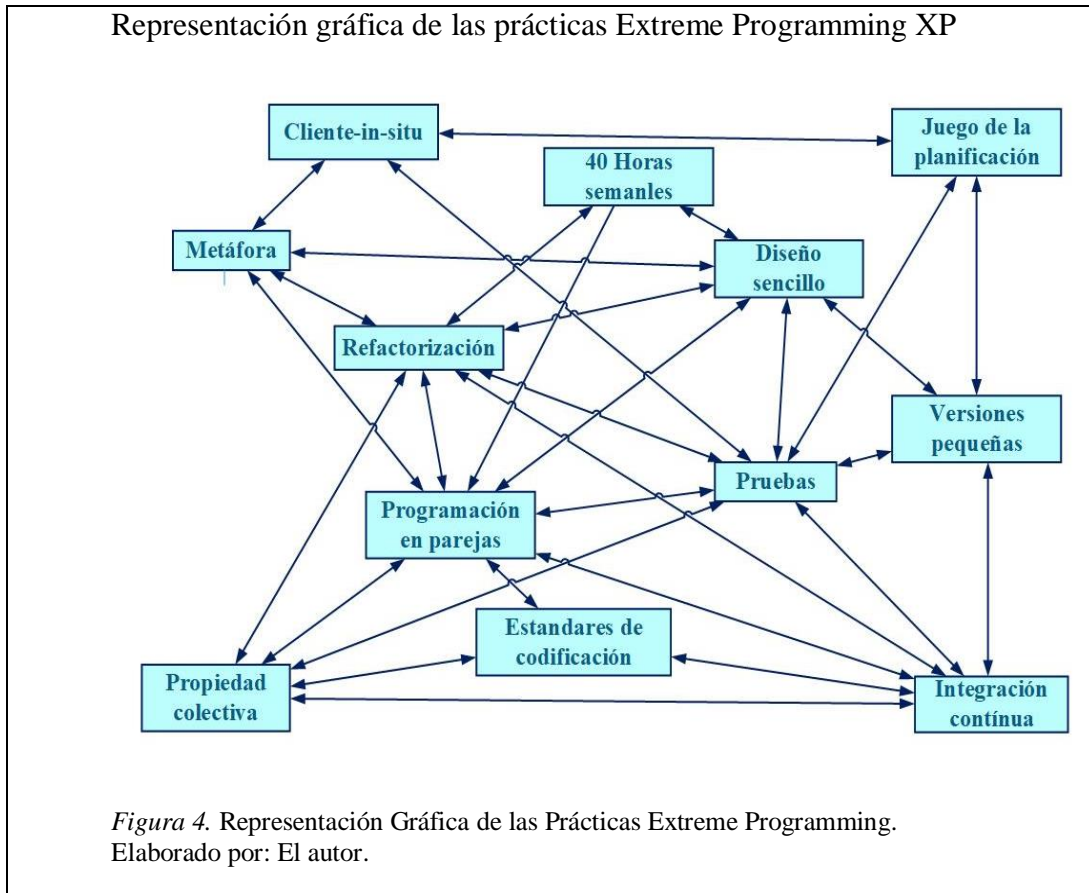 Representación gráfica de las prácticas Extreme Programming XP
Cliente-in-situ
Juego de la
planificación
40 Horas
semanles
Metáfora
Diseño
sencillo
Refactorización
Versiones
pequeñas
Pruebas
Programación
en parejas
Estandares de
codificación
Propiedad
colectiva
Integración
contínua
Figura 4. Representación Gráfica de las Prácticas Extreme Programming.
Elaborado por: El autor.